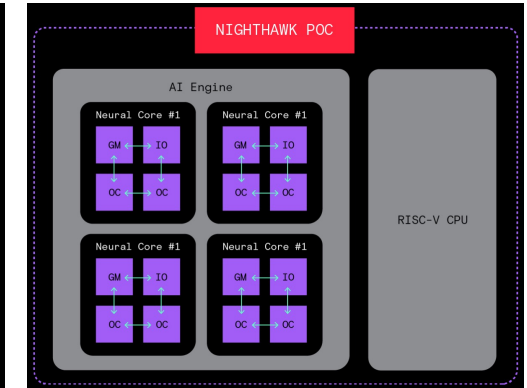 NIGHTHAWK POC
AI Engine
Neural Core #1
GM IO
OC OC
Neural Core #1
GM IO
OC OC
Neural Core #1
GM IO
OC OC
Neural Core #1
GM IO
OC OC
RISC-V CPU